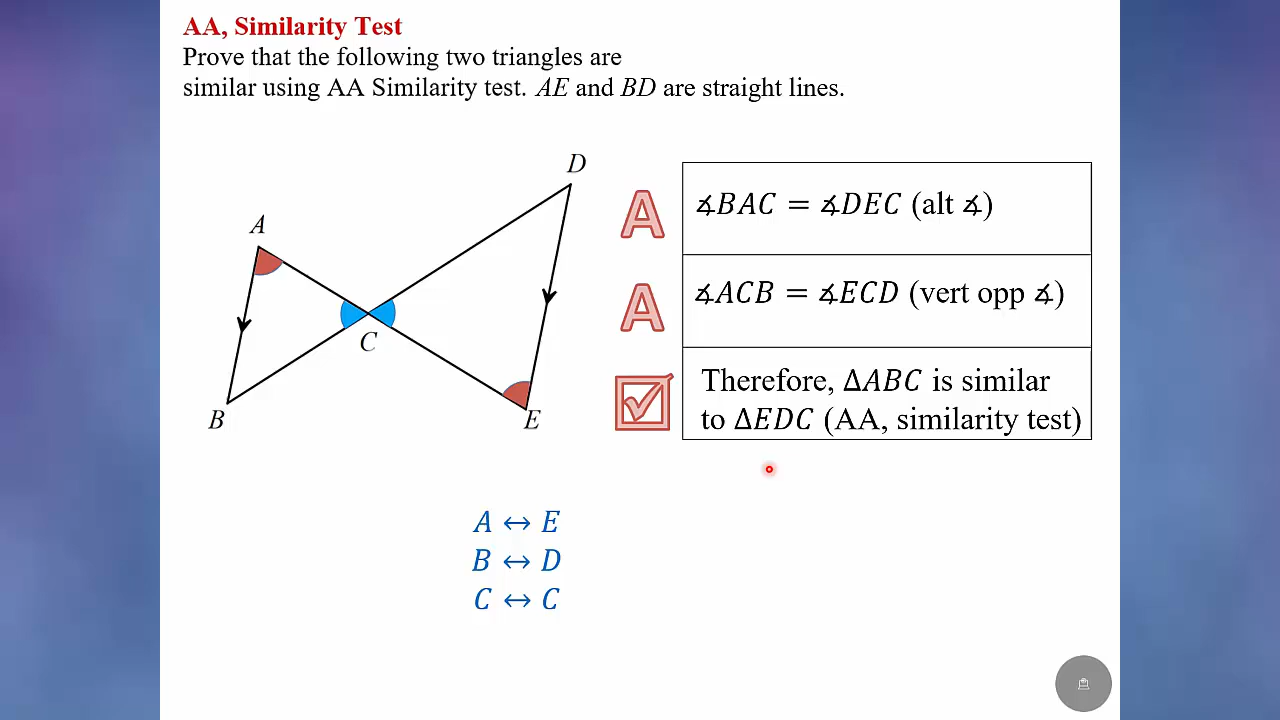 AA, Similarity Test
Prove that the following two triangles are
similar using AA Similarity test. AE and BD are straight lines.
D
A
C
B
E
A
∡BAC = ∡DEC (alt ∡)
A
∡ACB = ∡ECD (vert opp ∡)
Therefore, ΔABC is similar
to ΔEDC (AA, similarity test)
A ↔ E
B ↔ D
C ↔ C